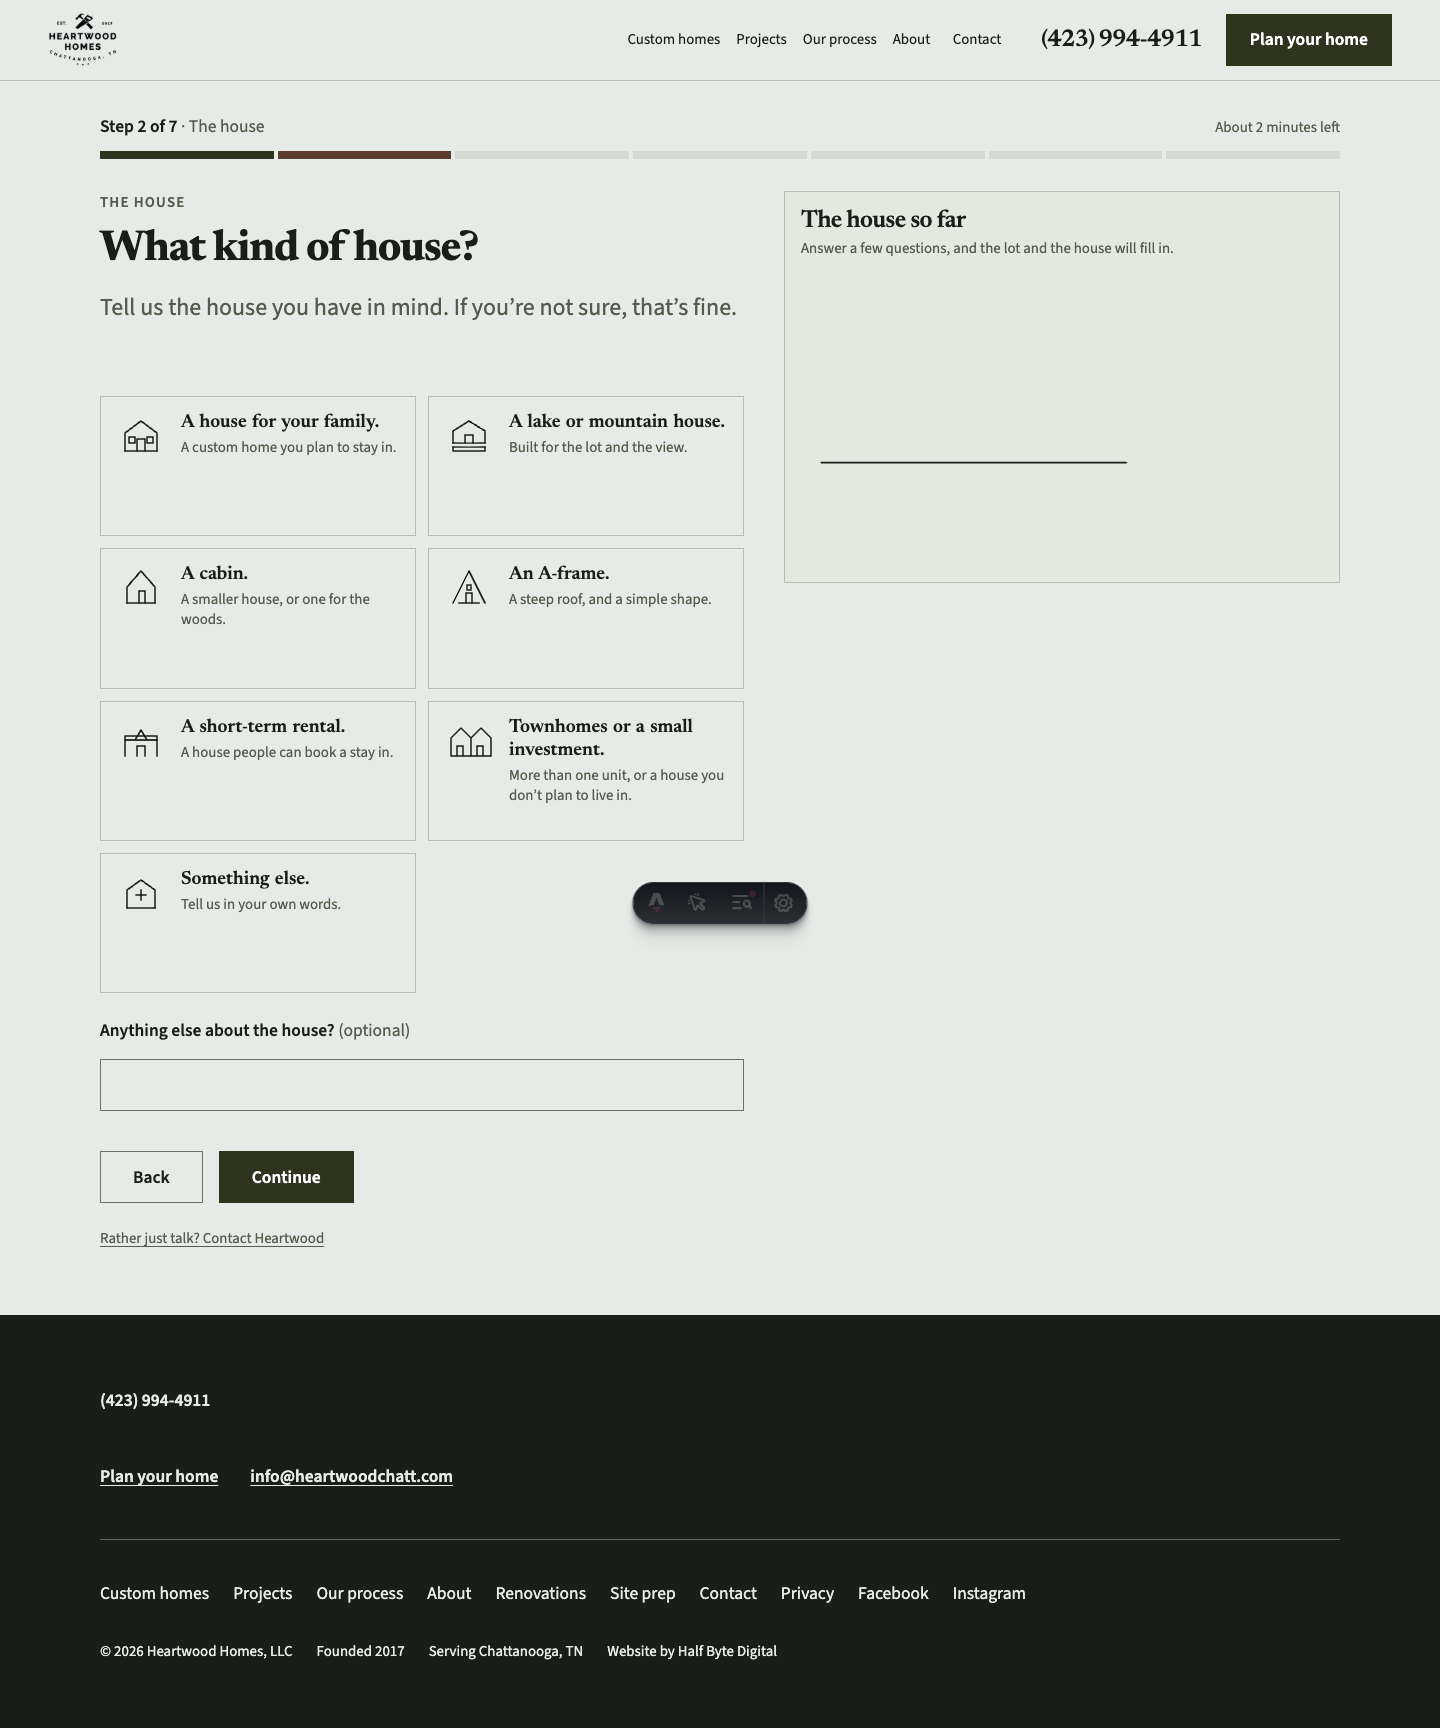 EST. 2017
HEARTWOOD
HOMES
CHATTANOOGA, TN
Custom homes
Projects
Our process
About
Contact
(423) 994-4911
Plan your home
Step 2 of 7 · The house
About 2 minutes left
THE HOUSE
What kind of house?
Tell us the house you have in mind. If you’re not sure, that’s fine.
The house so far
Answer a few questions, and the lot and the house will fill in.
A house for your family.
A custom home you plan to stay in.
A lake or mountain house.
Built for the lot and the view.
A cabin.
A smaller house, or one for the
woods.
An A-frame.
A steep roof, and a simple shape.
A short-term rental.
A house people can book a stay in.
Townhomes or a small
investment.
More than one unit, or a house you
don’t plan to live in.
Something else.
Tell us in your own words.
Anything else about the house? (optional)
Back
Continue
Rather just talk? Contact Heartwood
(423) 994-4911
Plan your home
info@heartwoodchatt.com
Custom homes
Projects
Our process
About
Renovations
Site prep
Contact
Privacy
Facebook
Instagram
© 2026 Heartwood Homes, LLC
Founded 2017
Serving Chattanooga, TN
Website by Half Byte Digital